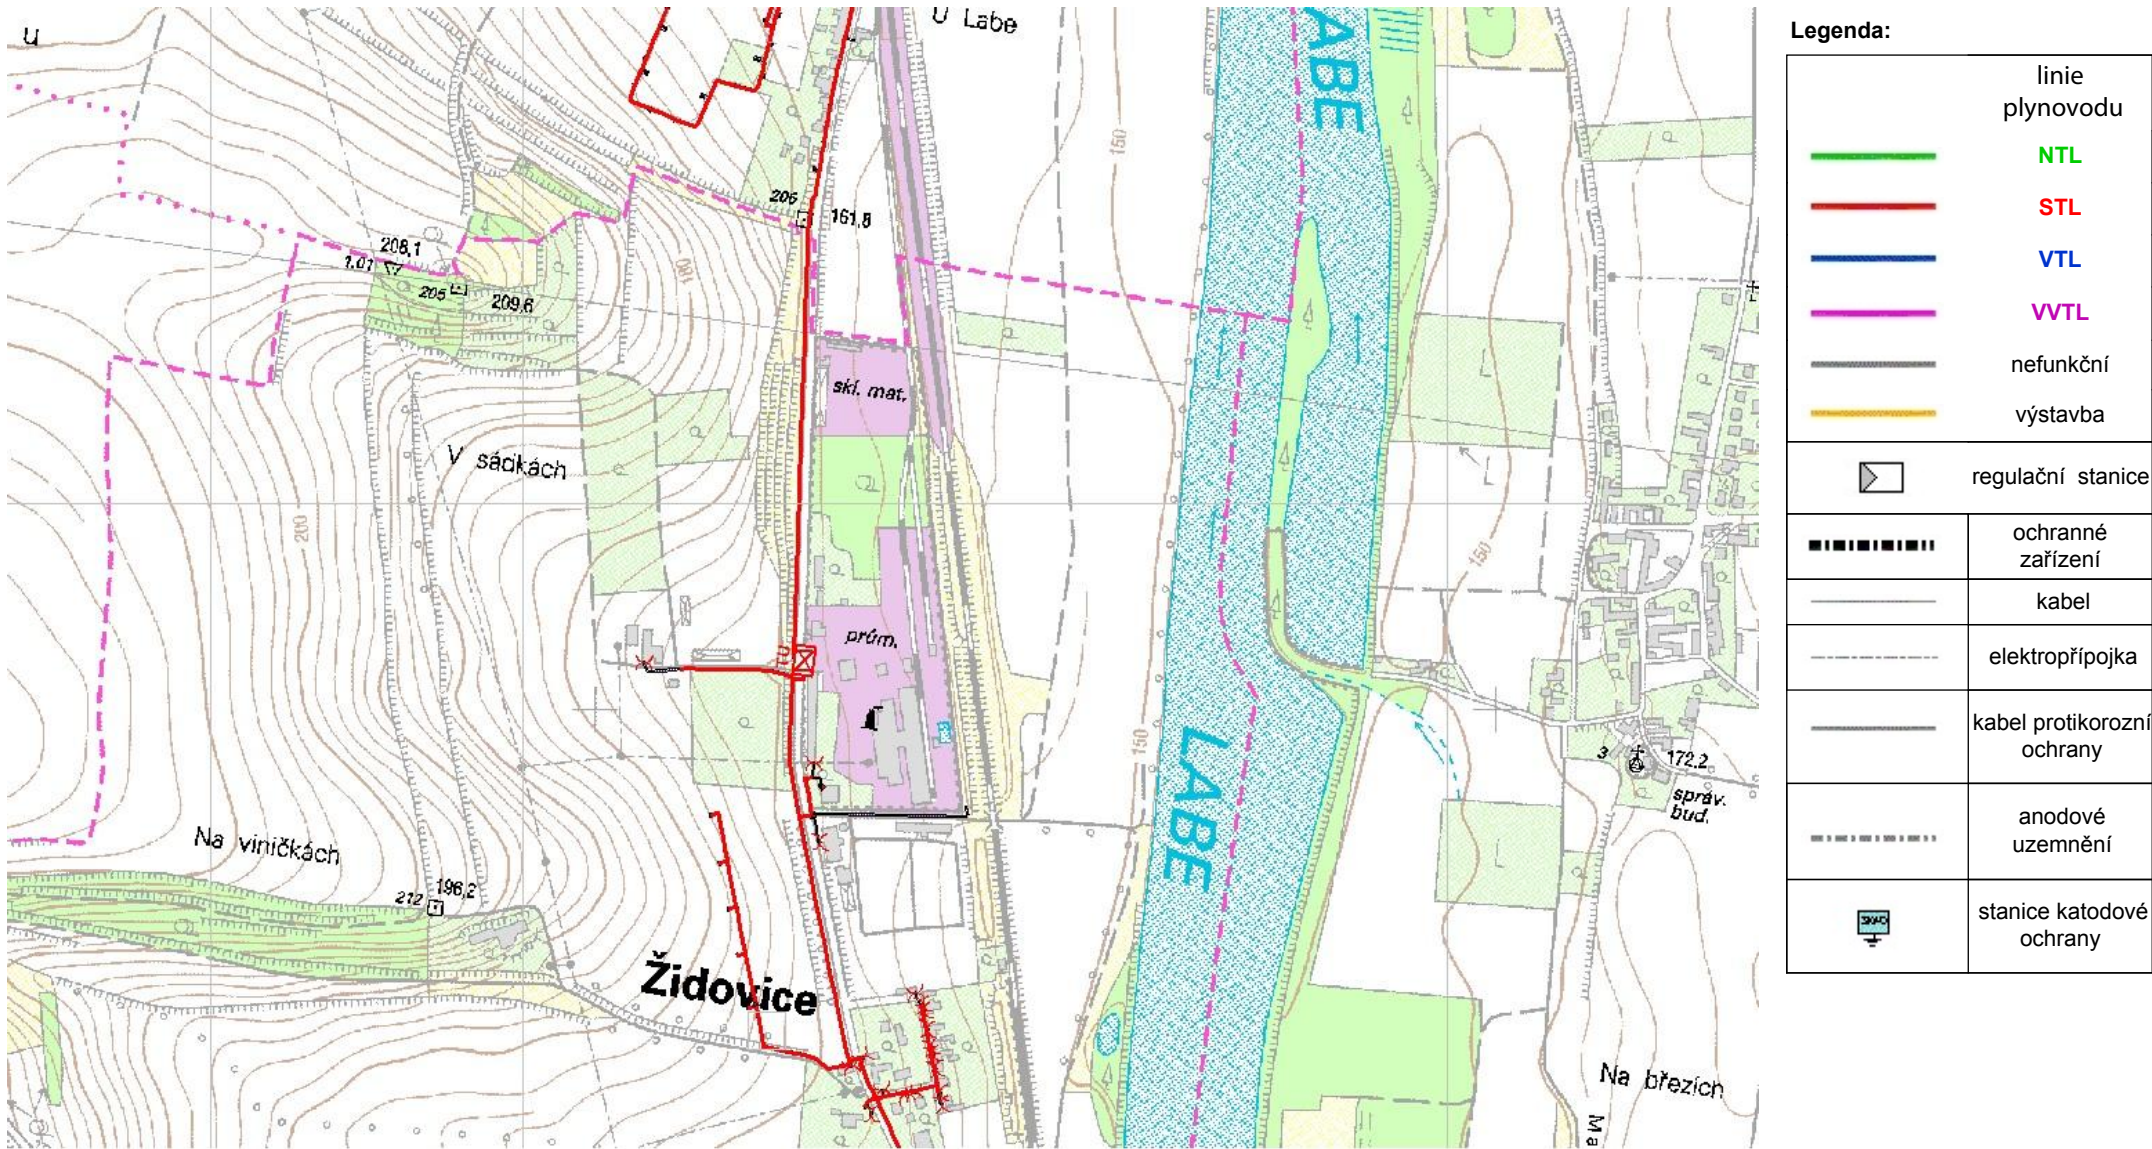 u
U Labe
LABE
206
161,8
150
208,1
1.01
205
209,6
180
skl. mat.
V sádkách
200
150
prům.
LABE
150
3
172.2
správ.
bud.
Na viničkách
212
196,2
Židovice
Na březích
Ma
Legenda:
linie
plynovodu
NTL
STL
VTL
VVTL
nefunkční
výstavba
regulační stanice
ochranné
zařízení
kabel
elektropřípojka
kabel protikorozní
ochrany
anodové
uzemnění
SKAO
stanice katodové
ochrany